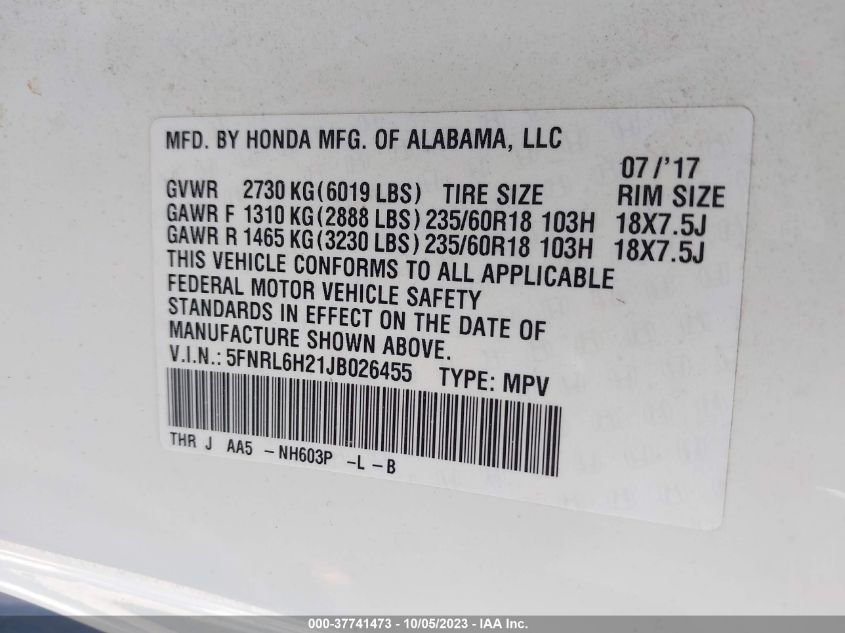 MFD. BY HONDA MFG. OF ALABAMA, LLC
07/'17
GVWR 2730 KG(6019 LBS) TIRE SIZE RIM SIZE
GAWR F 1310 KG(2888 LBS) 235/60R18 103H 18X7.5J
GAWR R 1465 KG(3230 LBS) 235/60R18 103H 18X7.5J
THIS VEHICLE CONFORMS TO ALL APPLICABLE
FEDERAL MOTOR VEHICLE SAFETY
STANDARDS IN EFFECT ON THE DATE OF
MANUFACTURE SHOWN ABOVE.
V.I.N.: 5FNRL6H21JB026455 TYPE: MPV
THR J AA5 -NH603P -L -B
000-37741473 - 10/05/2023 - IAA Inc.